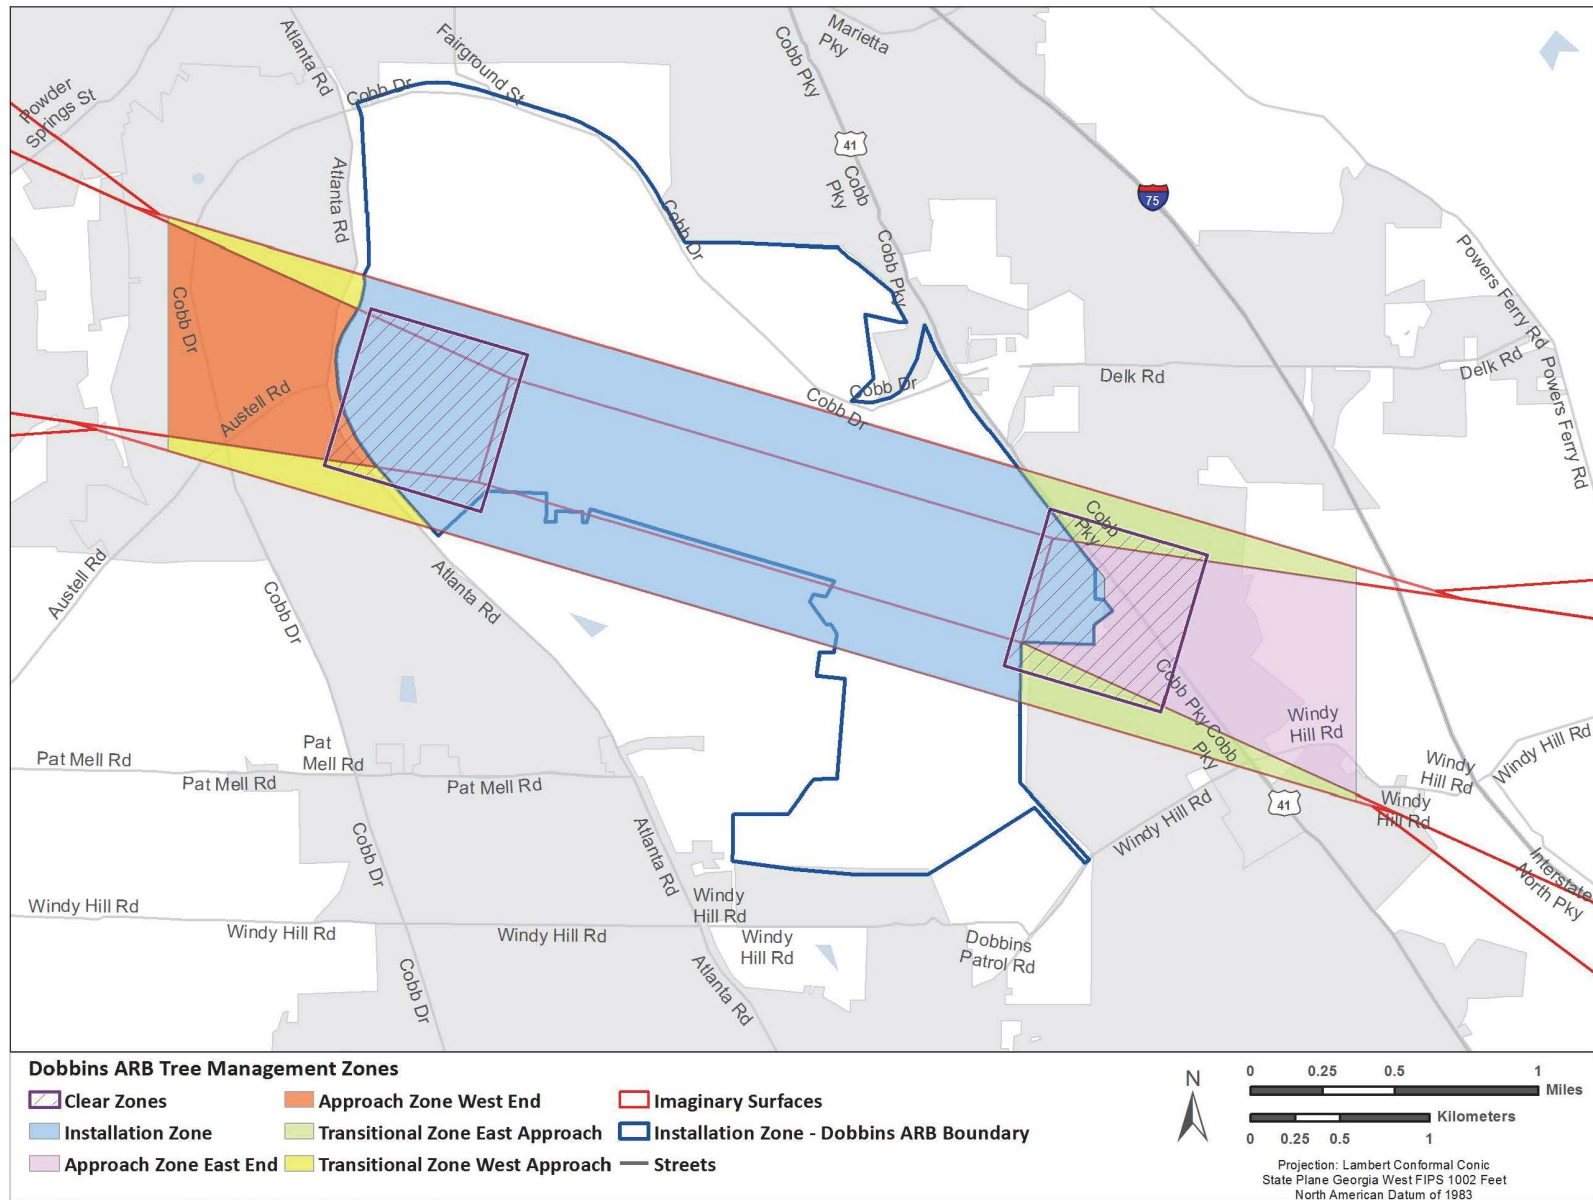 Atlanta Rd
Fairground St
Cobb Pky
Marietta
Pky
Powder
Springs St
Cobb Dr
41
Cobb
Pky
Atlanta Rd
75
Cobb Dr
Cobb Pky
Powers Ferry Rd
Cobb Dr
Delk Rd
Delk Rd
Powers Ferry Rd
Austell Rd
Cobb Dr
Cobb Dr
Cobb
Pky
Austell Rd
Cobb Dr
Atlanta Rd
Cobb Pky
Cobb
Pky
Windy
Hill Rd
Windy Hill Rd
Windy
Hill Rd
Windy
Hill Rd
41
Pat Mell Rd
Pat
Mell Rd
Pat Mell Rd
Pat Mell Rd
Windy Hill Rd
Cobb Dr
Atlanta Rd
Interstate
North Pky
Windy
Hill Rd
Windy Hill Rd
Windy Hill Rd
Windy Hill Rd
Windy
Hill Rd
Dobbins
Patrol Rd
Cobb Dr
Atlanta Rd
Dobbins ARB Tree Management Zones
Clear Zones
Installation Zone
Approach Zone East End
Approach Zone West End
Transitional Zone East Approach
Transitional Zone West Approach
Imaginary Surfaces
Installation Zone - Dobbins ARB Boundary
Streets
N
0 0.25 0.5 1
Miles
Kilometers
0 0.25 0.5 1
Projection: Lambert Conformal Conic
State Plane Georgia West FIPS 1002 Feet
North American Datum of 1983